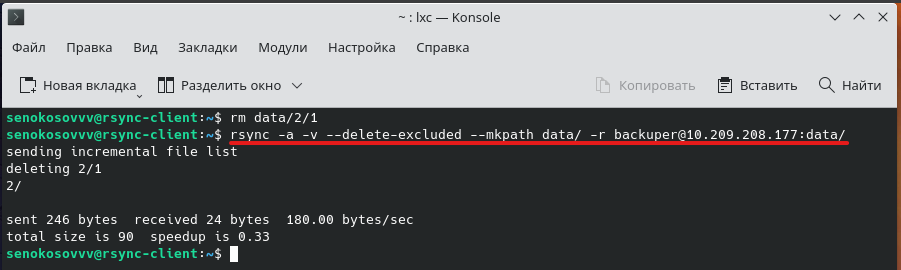 ~ : lxc — Konsole
Файл Правка Вид Закладки Модули Настройка Справка
Новая вкладка Разделить окно Копировать Вставить Найти
senokosovvv@rsync-client:~$ rm data/2/1
senokosovvv@rsync-client:~$ rsync -a -v --delete-excluded --mkpath data/ -r backuper@10.209.208.177:data/
sending incremental file list
deleting 2/1
2/
sent 246 bytes  received 24 bytes  180.00 bytes/sec
total size is 90  speedup is 0.33
senokosovvv@rsync-client:~$